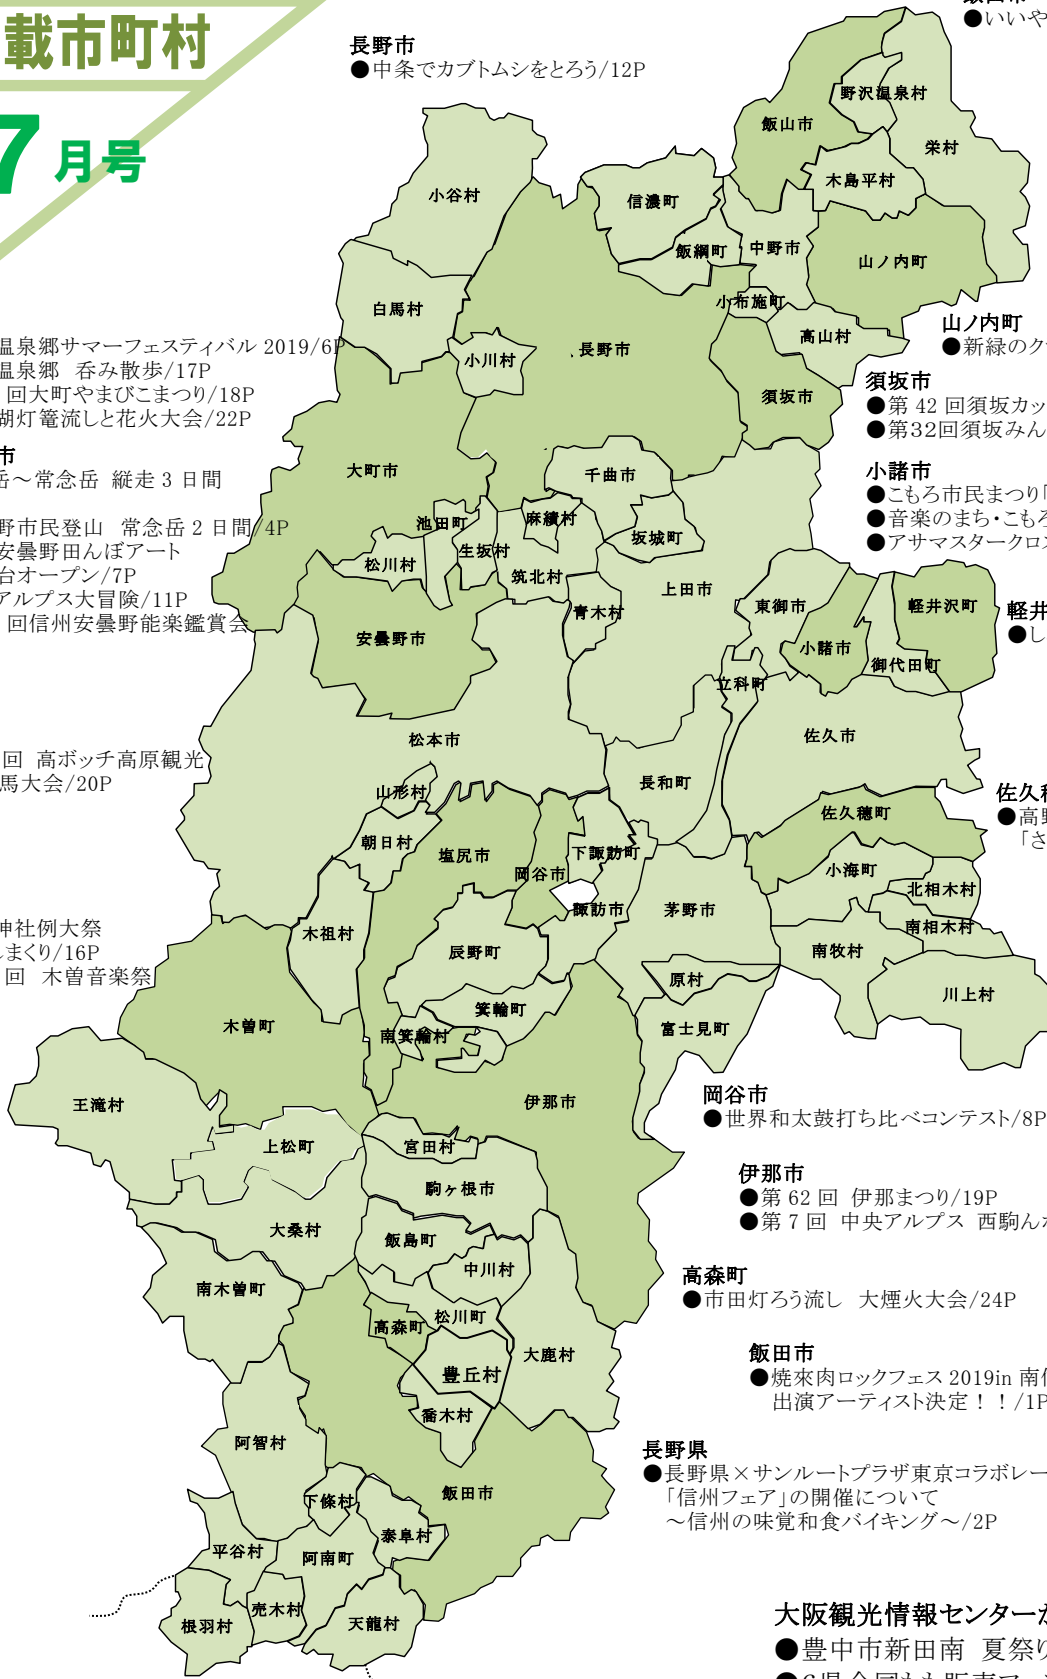 載市町村
7月号
飯山市
●いいや
長野市
●中条でカブトムシをとろう/12P
野沢温泉村
飯山市
栄村
木島平村
小谷村
信濃町
飯綱町
中野市
山ノ内町
白馬村
小布施町
高山村
小川村
長野市
須坂市
山ノ内町
●新緑のク
温泉郷サマーフェスティバル 2019/6P
温泉郷 呑み散歩/17P
回大町やまびこまつり/18P
湖灯篭流しと花火大会/22P
須坂市
●第 42 回須坂カッ
●第32回須坂みん
市
岳～常念岳 縦走 3 日間
野市民登山 常念岳 2 日間/4P
安曇野田んぼアート
台オープン/7P
アルプス大冒険/11P
回信州安曇野能楽鑑賞会
小諸市
●こもろ市民まつり「
●音楽のまち・こもろ
●アサマスタークロス
大町市
千曲市
池田町
麻績村
坂城町
松川村
生坂村
筑北村
上田市
青木村
東御市
軽井沢町
安曇野市
小諸市
御代田町
立科町
軽井
●し
回 高ボッチ高原観光
馬大会/20P
松本市
佐久市
山形村
長和町
佐久穂
●高野
「さ
佐久穂町
朝日村
塩尻市
下諏訪町
岡谷市
小海町
北相木村
諏訪市
茅野市
南相木村
神社例大祭
しまくり/16P
回 木曽音楽祭
木祖村
辰野町
南牧村
原村
川上村
箕輪町
木曽町
南箕輪村
富士見町
王滝村
伊那市
岡谷市
●世界和太鼓打ち比べコンテスト/8P
上松町
宮田村
伊那市
●第 62 回 伊那まつり/19P
●第 7 回 中央アルプス 西駒んボ
駒ヶ根市
大桑村
飯島町
中川村
南木曽町
高森町
●市田灯ろう流し 大煙火大会/24P
松川町
高森町
大鹿村
豊丘村
飯田市
●焼來肉ロックフェス 2019in 南信
出演アーティスト決定！！/1P
喬木村
阿智村
長野県
●長野県×サンルートプラザ東京コラボレー
「信州フェア」の開催について
～信州の味覚和食バイキング～/2P
飯田市
下條村
泰阜村
平谷村
阿南町
売木村
根羽村
天龍村
大阪観光情報センターか
●豊中市新田南 夏祭り